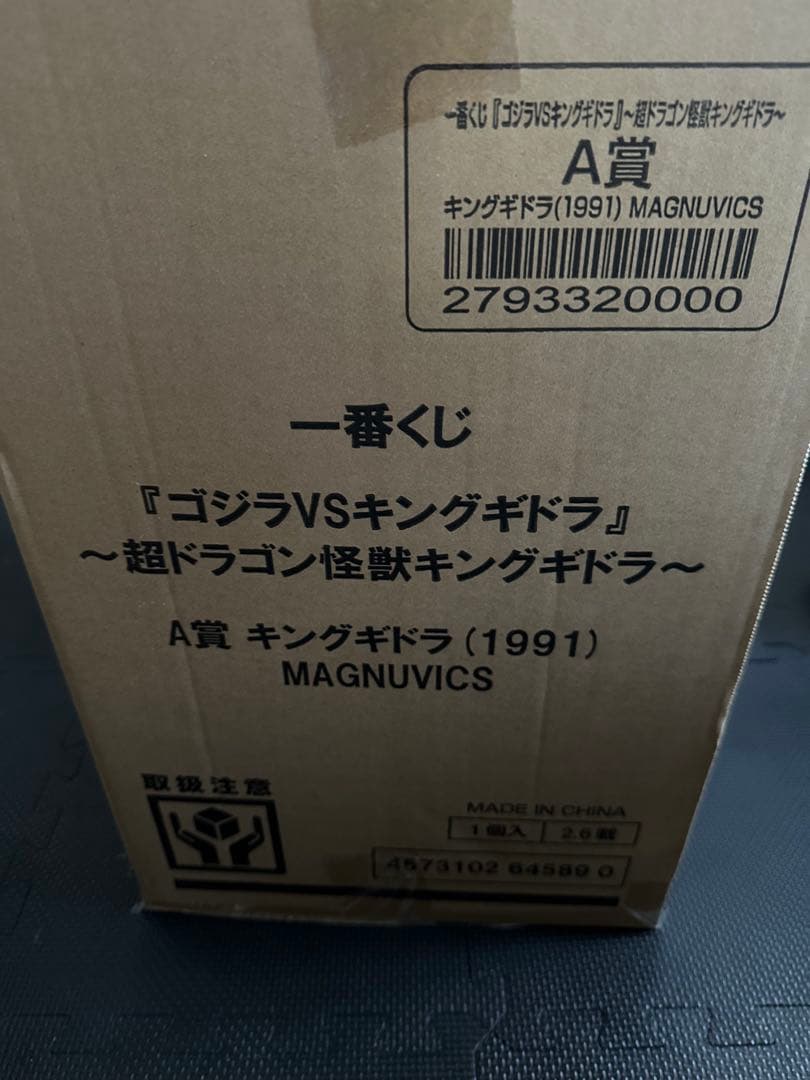 一番くじ『ゴジラVSキングギドラ』～超ドラゴン怪獣キングギドラ～
A賞
キングギドラ(1991) MAGNUVICS
2793320000
一番くじ
『ゴジラVSキングギドラ』
～超ドラゴン怪獣キングギドラ～
A賞 キングギドラ(1991)
MAGNUVICS
取扱注意
MADE IN CHINA
1個入 2.6載
4573102 64589 0